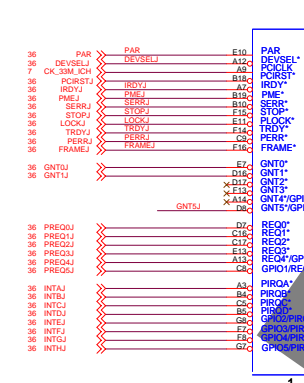 36 PAR PAR E10 PAR
36 DEVSELJ DEVSELJ A12 DEVSEL*
7 CK_33M_ICH A9 PCICLK
36 PCIRSTJ B18 PCIRST*
36 IRDYJ IRDYJ A7 IRDY*
36 PMEJ PMEJ B19 PME*
36 SERRJ SERRJ B10 SERR*
36 STOPJ STOPJ F15 STOP*
36 LOCKJ LOCKJ E11 PLOCK*
36 TRDYJ TRDYJ F14 TRDY*
36 PERRJ PERRJ C9 PERR*
36 FRAMEJ FRAMEJ F16 FRAME*
36 GNT0J E7 GNT0*
36 GNT1J D16 GNT1*
D17 GNT2*
F13 GNT3*
A14 GNT4*/GPI
GNT5J D8 GNT5*/GPI
36 PREQ0J D7 REQ0*
36 PREQ1J C16 REQ1*
36 PREQ2J C17 REQ2*
36 PREQ3J E13 REQ3*
36 PREQ4J A13 REQ4*/GPI
36 PREQ5J C8 GPIO1/RE
36 INTAJ A3 PIRQA*
36 INTBJ B4 PIRQB*
36 INTCJ C5 PIRQC*
36 INTDJ B5 PIRQD*
36 INTEJ G8 GPIO2/PIR
36 INTFJ F7 GPIO3/PIR
36 INTGJ F8 GPIO4/PIR
36 INTHJ G7 GPIO5/PIR